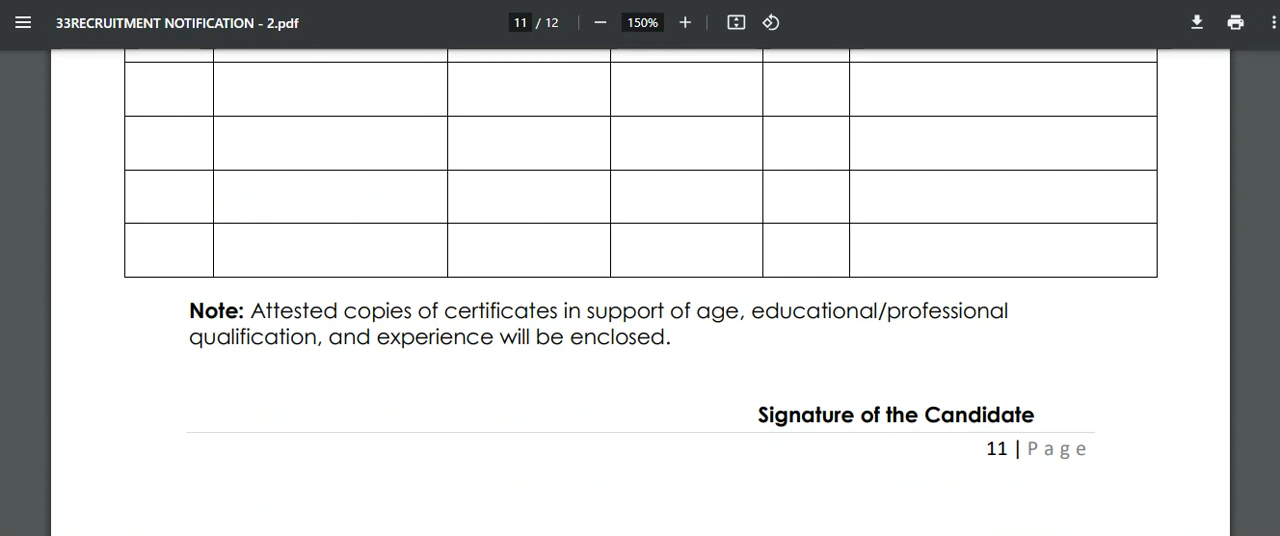 33RECRUITMENT NOTIFICATION - 2.pdf 11 / 12 150%
Note: Attested copies of certificates in support of age, educational/professional
qualification, and experience will be enclosed.
Signature of the Candidate
11 | Page